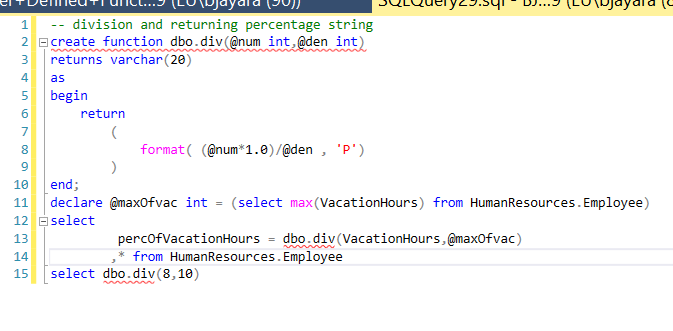 er+Defined+Funct...9 (EU\bjayara (90))
SQLQuery29.sql - BJ...9 (EU\bjayara (8
1 -- division and returning percentage string
2 create function dbo.div(@num int,@den int)
3 returns varchar(20)
4 as
5 begin
6 return
7 (
8 format( (@num*1.0)/@den , 'P')
9 )
10 end;
11 declare @maxOfvac int = (select max(VacationHours) from HumanResources.Employee)
12 select
13 percOfVacationHours = dbo.div(VacationHours,@maxOfvac)
14 ,* from HumanResources.Employee
15 select dbo.div(8,10)